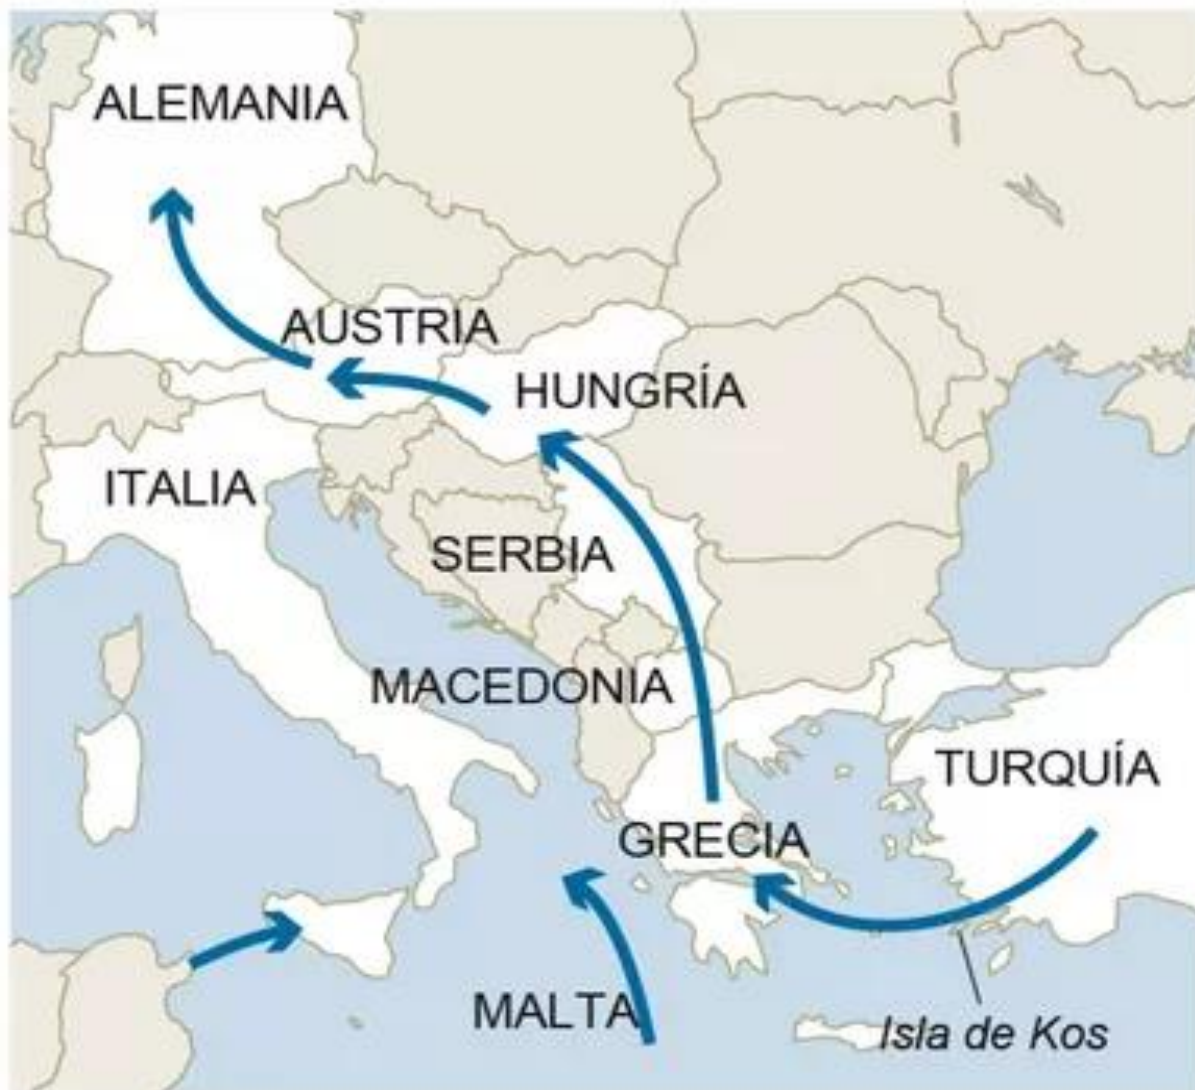 ALEMANIA
AUSTRIA
HUNGRÍA
ITALIA
SERBIA
MACEDONIA
TURQUÍA
GRECIA
MALTA
Isla de Kos